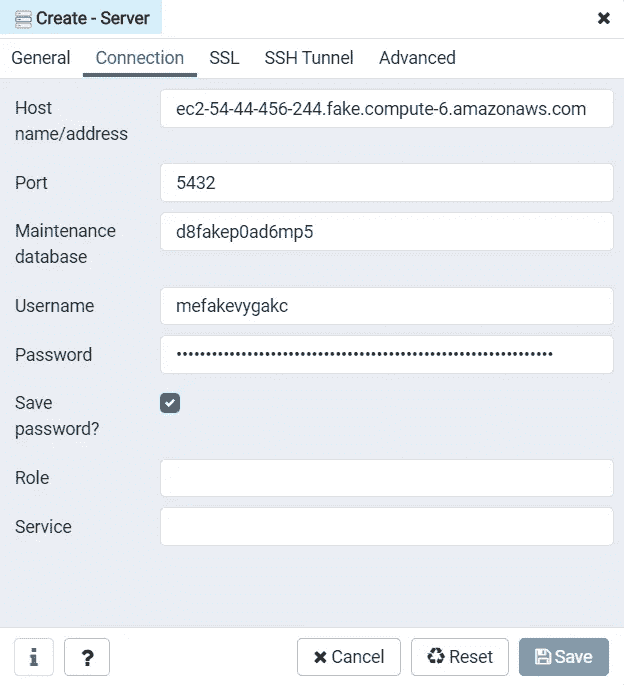 Create - Server
General Connection SSL SSH Tunnel Advanced
Host
name/address
ec2-54-44-456-244.fake.compute-6.amazonaws.com
Port
5432
Maintenance
database
d8fakep0ad6mp5
Username
mefakevygakc
Password
••••••••••••••••••••••••••••••••••••••••••••••••••••••••••••••••
Save
password?
Role
Service
i ? Cancel Reset Save